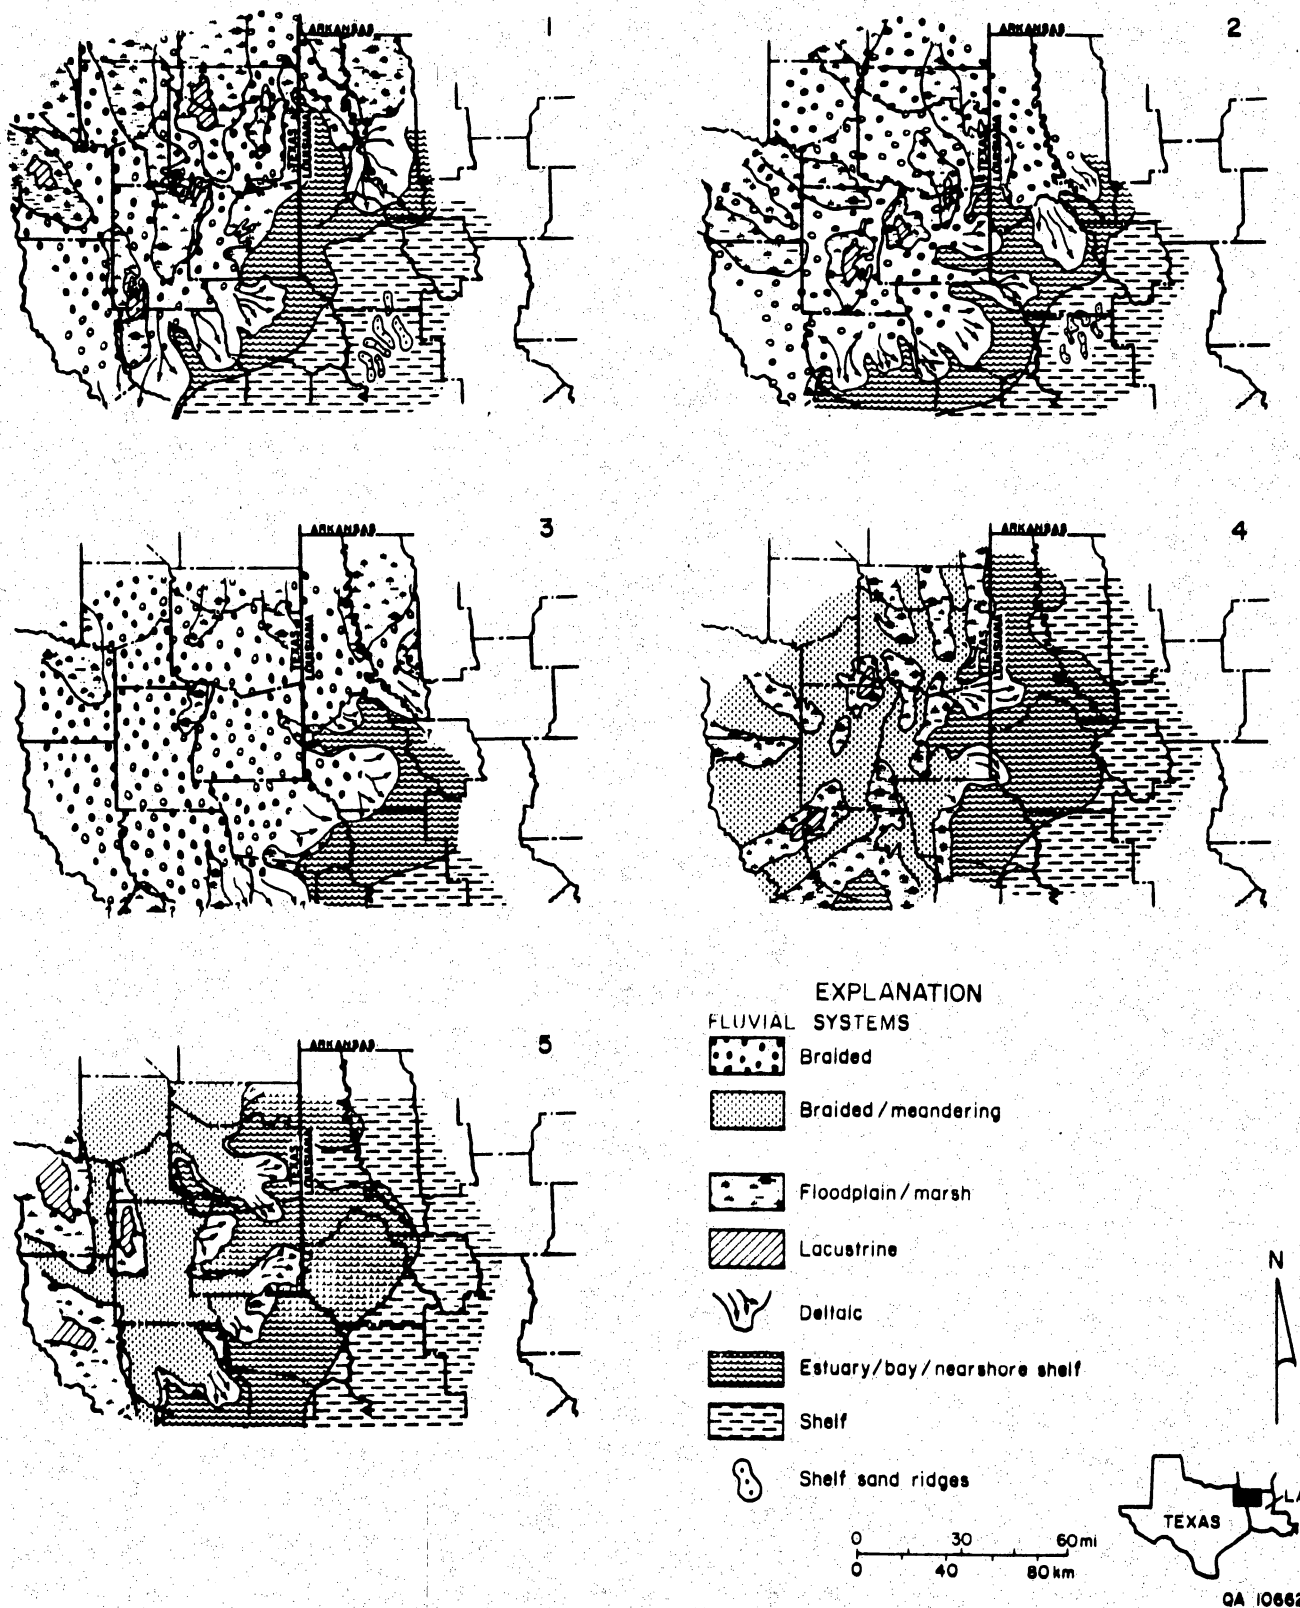 1
ARKANSAS
TEXAS
LOUISIANA
2
ARKANSAS
TEXAS
LOUISIANA
3
ARKANSAS
TEXAS
LOUISIANA
4
ARKANSAS
TEXAS
LOUISIANA
5
ARKANSAS
TEXAS
LOUISIANA
EXPLANATION
FLUVIAL SYSTEMS
Braided
Braided/meandering
Floodplain/marsh
Lacustrine
Deltaic
Estuary/bay/nearshore shelf
Shelf
Shelf sand ridges
N
TEXAS
LA
0 30 60 mi
0 40 80 km
QA 10662